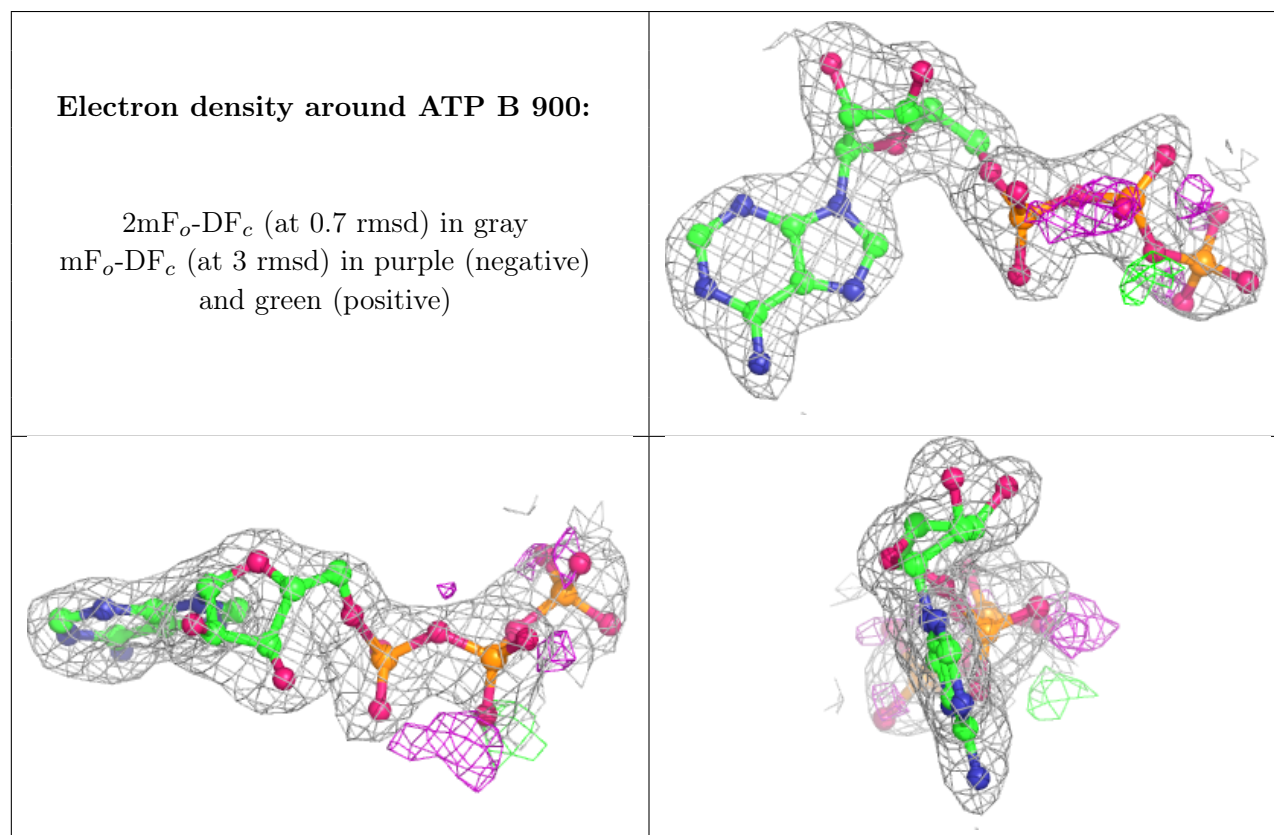 Electron density around ATP B 900:
2mFₒ-DF𝒸 (at 0.7 rmsd) in gray
mFₒ-DF𝒸 (at 3 rmsd) in purple (negative)
and green (positive)